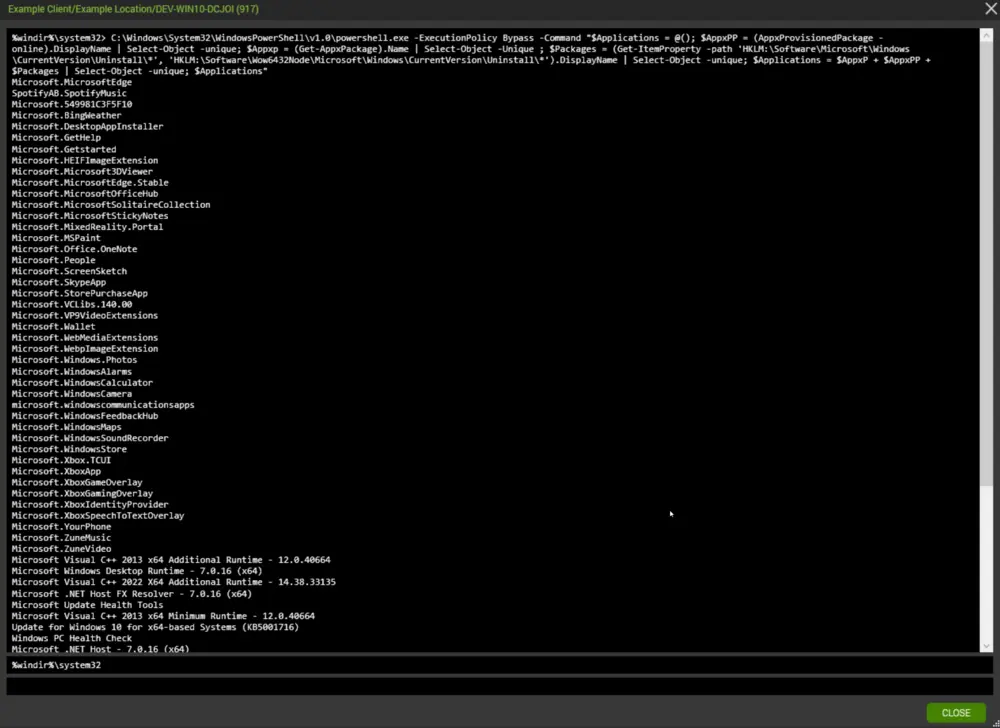 Example Client/Example Location/DEV-WIN10-DCJOI (917)
%windir%\system32> C:\Windows\System32\WindowsPowerShell\v1.0\powershell.exe -ExecutionPolicy Bypass -Command "$Applications = @(); $AppxPP = (AppxProvisionedPackage -
online).DisplayName | Select-Object -unique; $Appxp = (Get-AppxPackage).Name | Select-Object -Unique ; $Packages = (Get-ItemProperty -path 'HKLM:\Software\Microsoft\Windows
\CurrentVersion\Uninstall\*', 'HKLM:\Software\Wow6432Node\Microsoft\Windows\CurrentVersion\Uninstall\*').DisplayName | Select-Object -unique; $Applications = $AppxP + $AppxPP +
$Packages | Select-Object -unique; $Applications"
Microsoft.MicrosoftEdge
SpotifyAB.SpotifyMusic
Microsoft.549981C3F5F10
Microsoft.BingWeather
Microsoft.DesktopAppInstaller
Microsoft.GetHelp
Microsoft.Getstarted
Microsoft.HEIFImageExtension
Microsoft.Microsoft3DViewer
Microsoft.MicrosoftEdge.Stable
Microsoft.MicrosoftOfficeHub
Microsoft.MicrosoftSolitaireCollection
Microsoft.MicrosoftStickyNotes
Microsoft.MixedReality.Portal
Microsoft.MSPaint
Microsoft.Office.OneNote
Microsoft.People
Microsoft.ScreenSketch
Microsoft.SkypeApp
Microsoft.StorePurchaseApp
Microsoft.VCLibs.140.00
Microsoft.VP9VideoExtensions
Microsoft.Wallet
Microsoft.WebMediaExtensions
Microsoft.WebpImageExtension
Microsoft.Windows.Photos
Microsoft.WindowsAlarms
Microsoft.WindowsCalculator
Microsoft.WindowsCamera
microsoft.windowscommunicationsapps
Microsoft.WindowsFeedbackHub
Microsoft.WindowsMaps
Microsoft.WindowsSoundRecorder
Microsoft.WindowsStore
Microsoft.Xbox.TCUI
Microsoft.XboxApp
Microsoft.XboxGameOverlay
Microsoft.XboxGamingOverlay
Microsoft.XboxIdentityProvider
Microsoft.XboxSpeechToTextOverlay
Microsoft.YourPhone
Microsoft.ZuneMusic
Microsoft.ZuneVideo
Microsoft Visual C++ 2013 x64 Additional Runtime - 12.0.40664
Microsoft Windows Desktop Runtime - 7.0.16 (x64)
Microsoft Visual C++ 2022 X64 Additional Runtime - 14.38.33135
Microsoft .NET Host FX Resolver - 7.0.16 (x64)
Microsoft Update Health Tools
Microsoft Visual C++ 2013 x64 Minimum Runtime - 12.0.40664
Update for Windows 10 for x64-based Systems (KB5001716)
Windows PC Health Check
Microsoft .NET Host - 7.0.16 (x64)
%windir%\system32
CLOSE